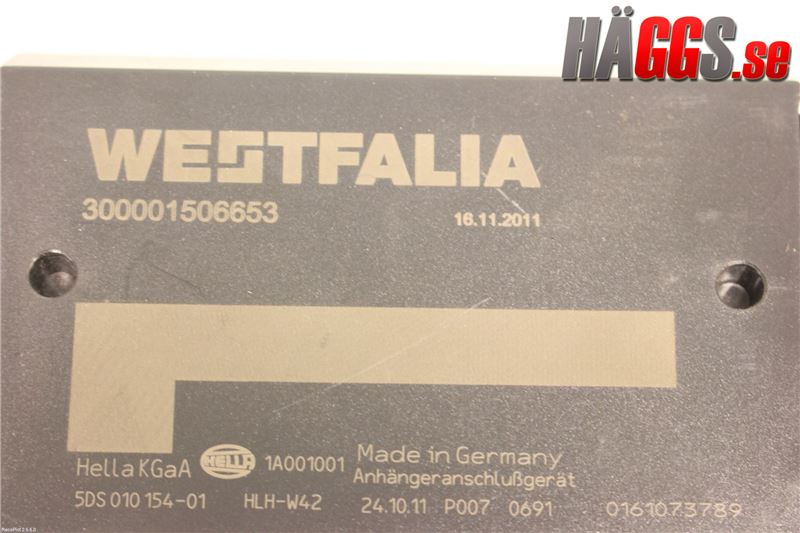 HÄGGS.se
WESTFALIA
300001506653 16.11.2011
Hella KGaA HELLA 1A001001 Made in Germany
Anhängeranschlußgerät
5DS 010 154-01 HLH-W42 24.10.11 P007 0691 0161073789